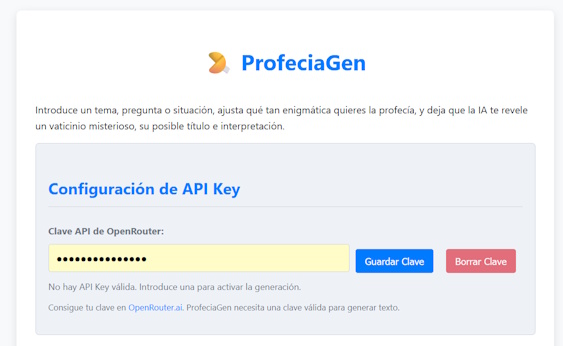 ProfeciaGen
Introduce un tema, pregunta o situación, ajusta qué tan enigmática quieres la profecía, y deja que la IA te revele
un vaticinio misterioso, su posible título e interpretación.
Configuración de API Key
Clave API de OpenRouter:
•••••••••••••••
Guardar Clave
Borrar Clave
No hay API Key válida. Introduce una para activar la generación.
Consigue tu clave en OpenRouter.ai. ProfeciaGen necesita una clave válida para generar texto.